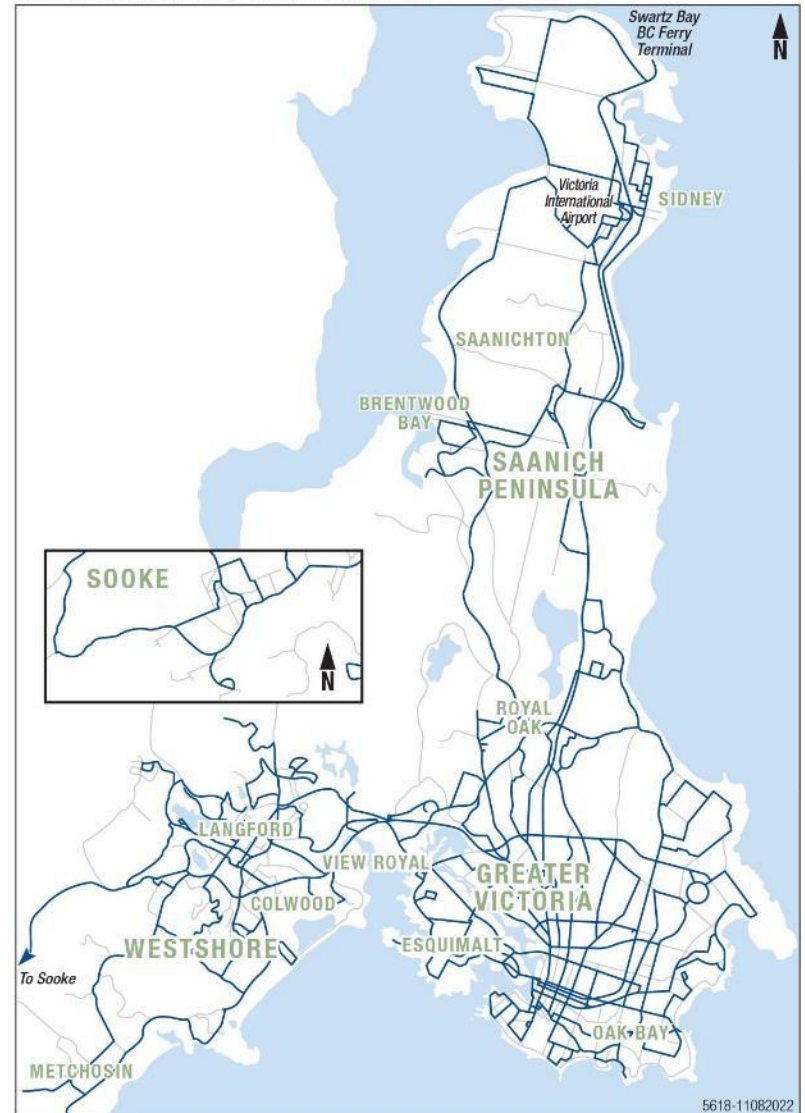 Swartz Bay
BC Ferry
Terminal
N
Victoria
International
Airport
SIDNEY
SAANICHTON
BRENTWOOD
BAY
SAANICH
PENINSULA
SOOKE
N
ROYAL
OAK
LANGFORD
VIEW ROYAL
GREATER
VICTORIA
COLWOOD
WESTSHORE
ESQUIMALT
To Sooke
OAK BAY
METCHOSIN
5618-11082022